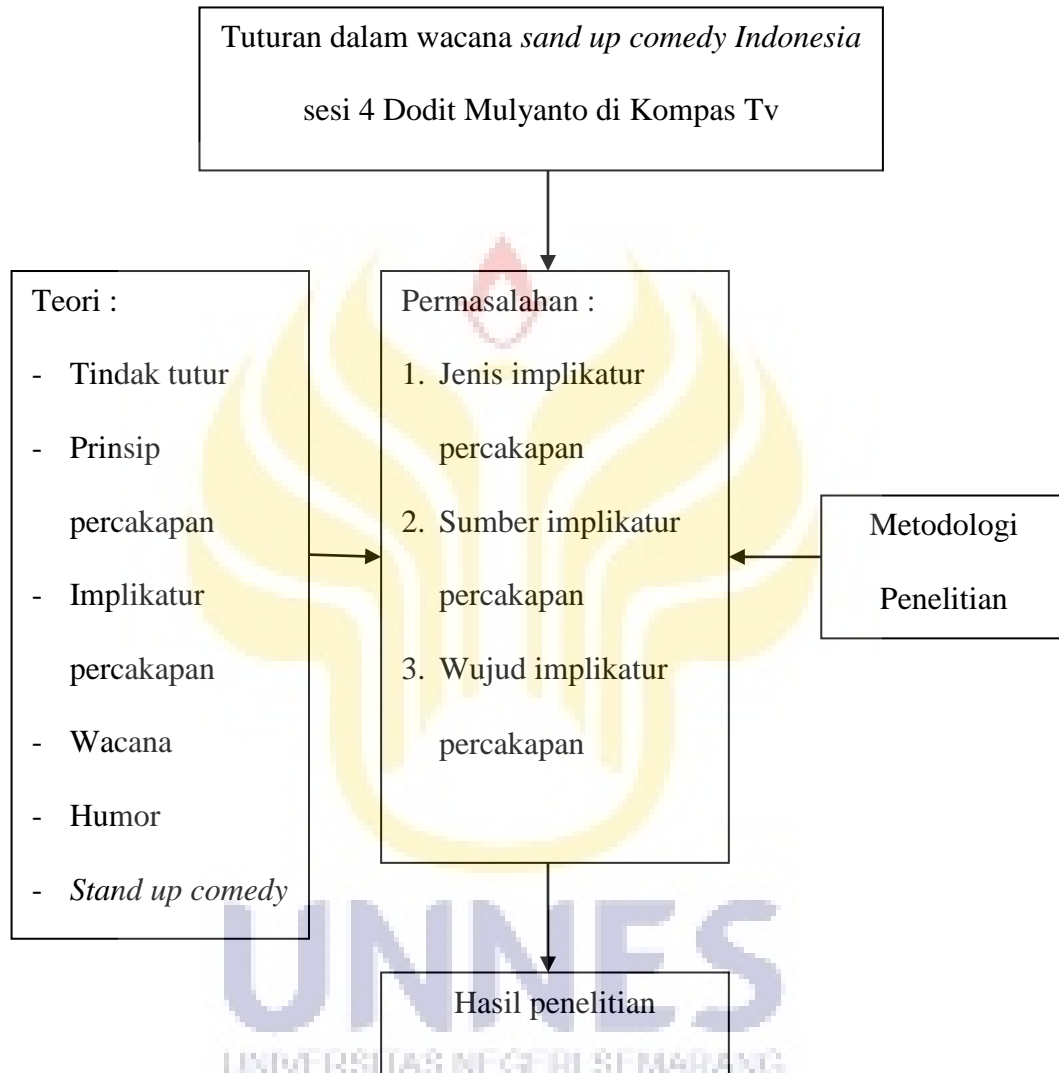 Tuturan dalam wacana sand up comedy Indonesia
sesi 4 Dodit Mulyanto di Kompas Tv
Teori :
- Tindak tutur
- Prinsip
percakapan
- Implikatur
percakapan
- Wacana
- Humor
- Stand up comedy
Permasalahan :
1. Jenis implikatur
percakapan
2. Sumber implikatur
percakapan
3. Wujud implikatur
percakapan
Metodologi
Penelitian
Hasil penelitian
UNNES
UNIVERSITAS NEGERI SEMARANG